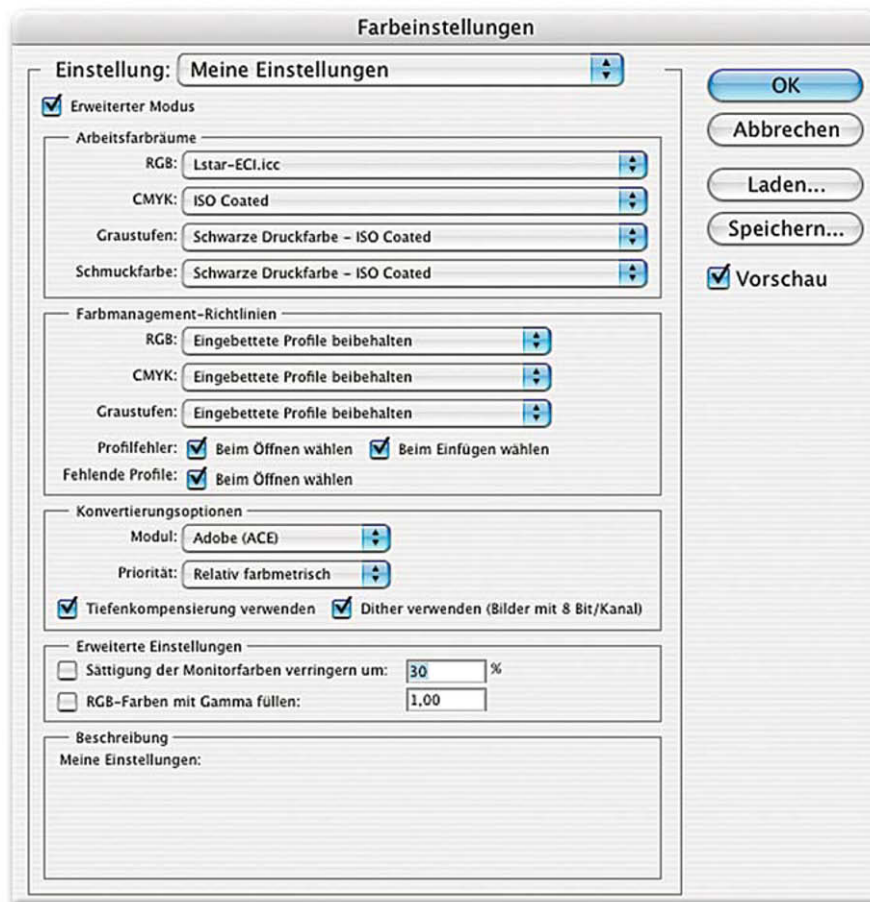 Farbeinstellungen
Einstellung: Meine Einstellungen
Erweiterter Modus
Arbeitsfarbräume
RGB: Lstar-ECI.icc
CMYK: ISO Coated
Graustufen: Schwarze Druckfarbe – ISO Coated
Schmuckfarbe: Schwarze Druckfarbe – ISO Coated
Farbmanagement-Richtlinien
RGB: Eingebettete Profile beibehalten
CMYK: Eingebettete Profile beibehalten
Graustufen: Eingebettete Profile beibehalten
Profilfehler: Beim Öffnen wählen Beim Einfügen wählen
Fehlende Profile: Beim Öffnen wählen
Konvertierungsoptionen
Modul: Adobe (ACE)
Priorität: Relativ farbmetrisch
Tiefenkompensierung verwenden Dither verwenden (Bilder mit 8 Bit/Kanal)
Erweiterte Einstellungen
Sättigung der Monitorfarben verringern um: 30 %
RGB-Farben mit Gamma füllen: 1,00
Beschreibung
Meine Einstellungen:
OK
Abbrechen
Laden...
Speichern...
Vorschau